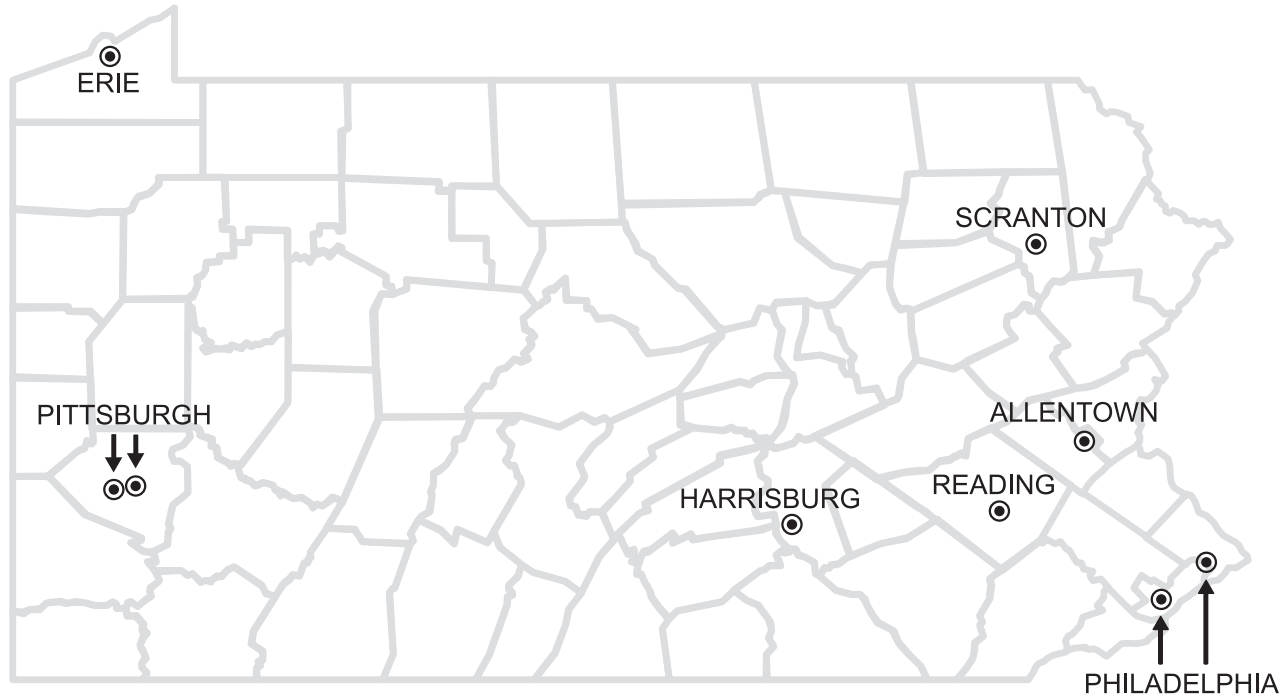 ERIE
SCRANTON
PITTSBURGH
ALLENTOWN
HARRISBURG
READING
PHILADELPHIA